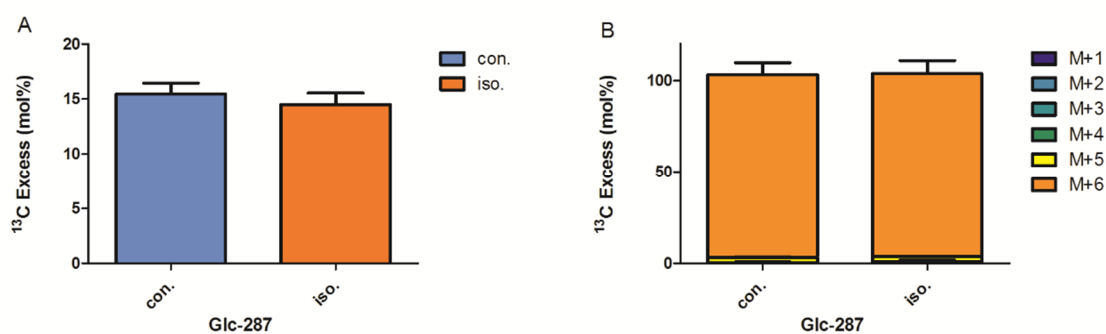 A
¹³C Excess (mol%)
20
15
10
5
0
con.
iso.
Glc-287
con.
iso.
B
¹³C Excess (mol%)
100
50
0
con.
iso.
Glc-287
M+1
M+2
M+3
M+4
M+5
M+6